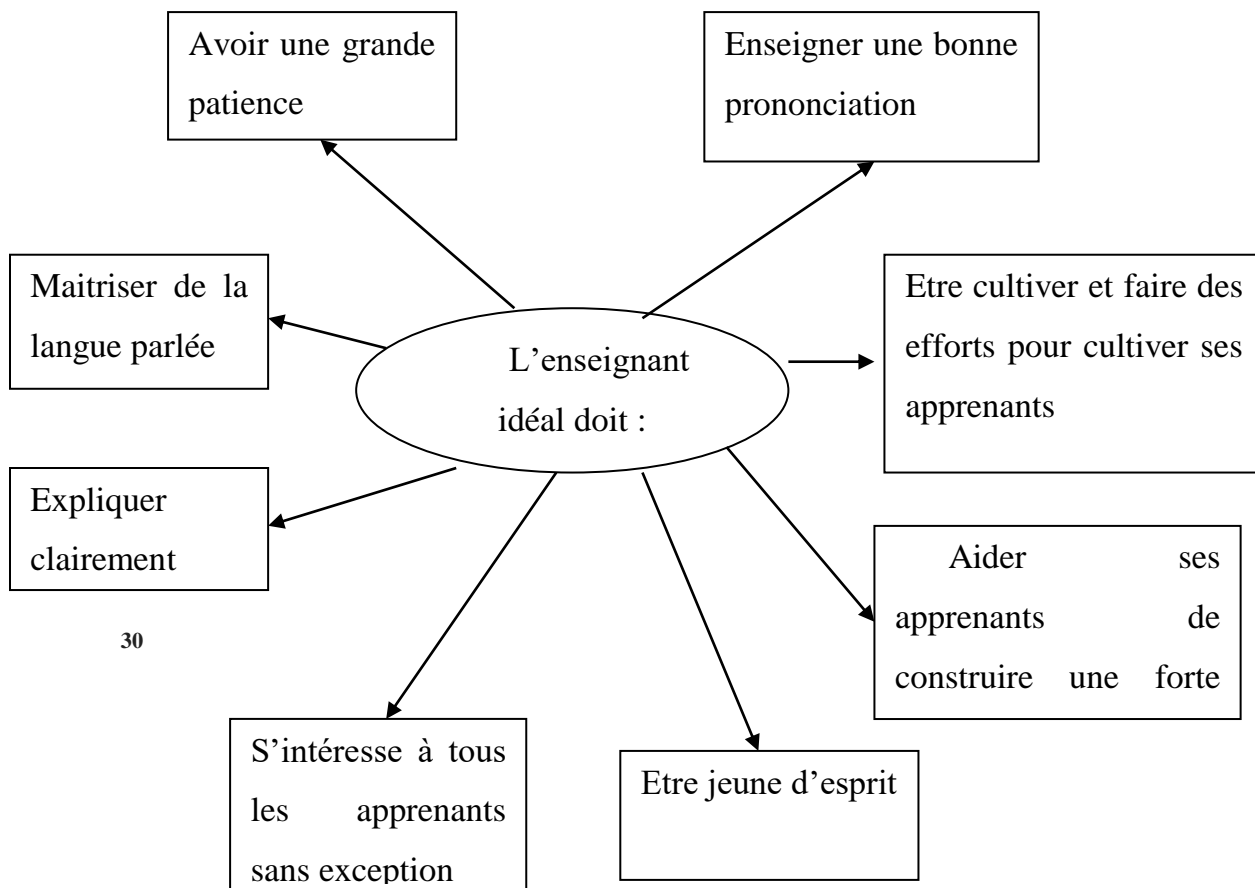 Avoir une grande
patience
Enseigner une bonne
prononciation
Maitriser de la
langue parlée
Etre cultiver et faire des
efforts pour cultiver ses
apprenants
L’enseignant
idéal doit :
Expliquer
clairement
Aider ses
apprenants de
construire une forte
30
S’intéresse à tous
les apprenants
sans exception
Etre jeune d’esprit